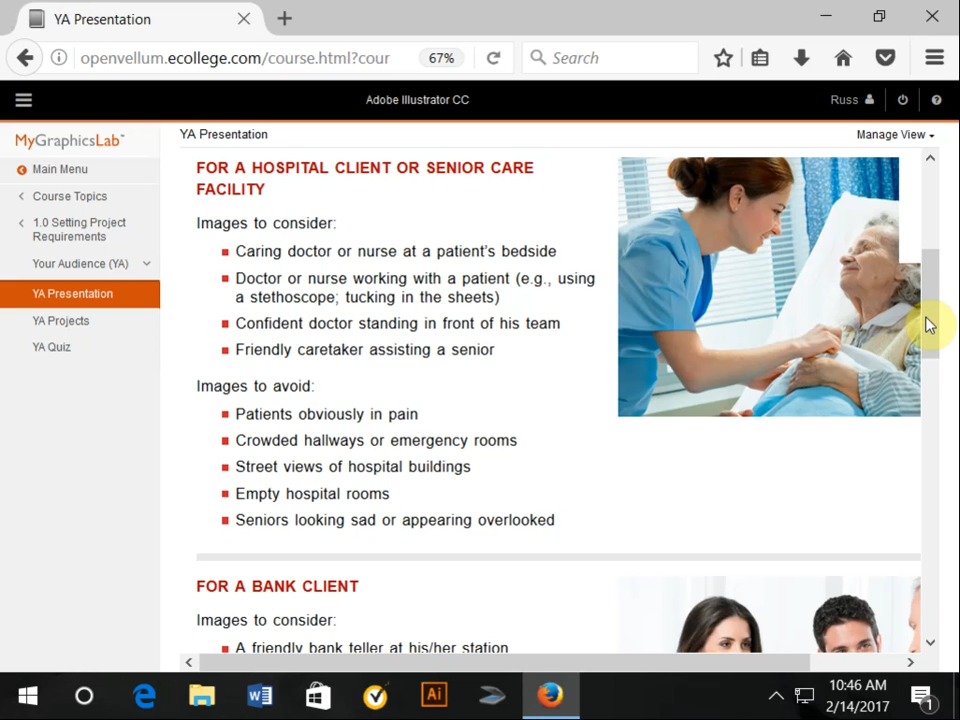 YA Presentation
openvellum.ecollege.com/course.html?cour
67%
Search
Adobe Illustrator CC
Russ
MyGraphicsLab
YA Presentation
Manage View
Main Menu
Course Topics
1.0 Setting Project
Requirements
Your Audience (YA)
YA Presentation
YA Projects
YA Quiz
FOR A HOSPITAL CLIENT OR SENIOR CARE
FACILITY
Images to consider:
Caring doctor or nurse at a patient's bedside
Doctor or nurse working with a patient (e.g., using
a stethoscope; tucking in the sheets)
Confident doctor standing in front of his team
Friendly caretaker assisting a senior
Images to avoid:
Patients obviously in pain
Crowded hallways or emergency rooms
Street views of hospital buildings
Empty hospital rooms
Seniors looking sad or appearing overlooked
FOR A BANK CLIENT
Images to consider:
A friendly bank teller at his/her station
Ai
10:46 AM
2/14/2017
1